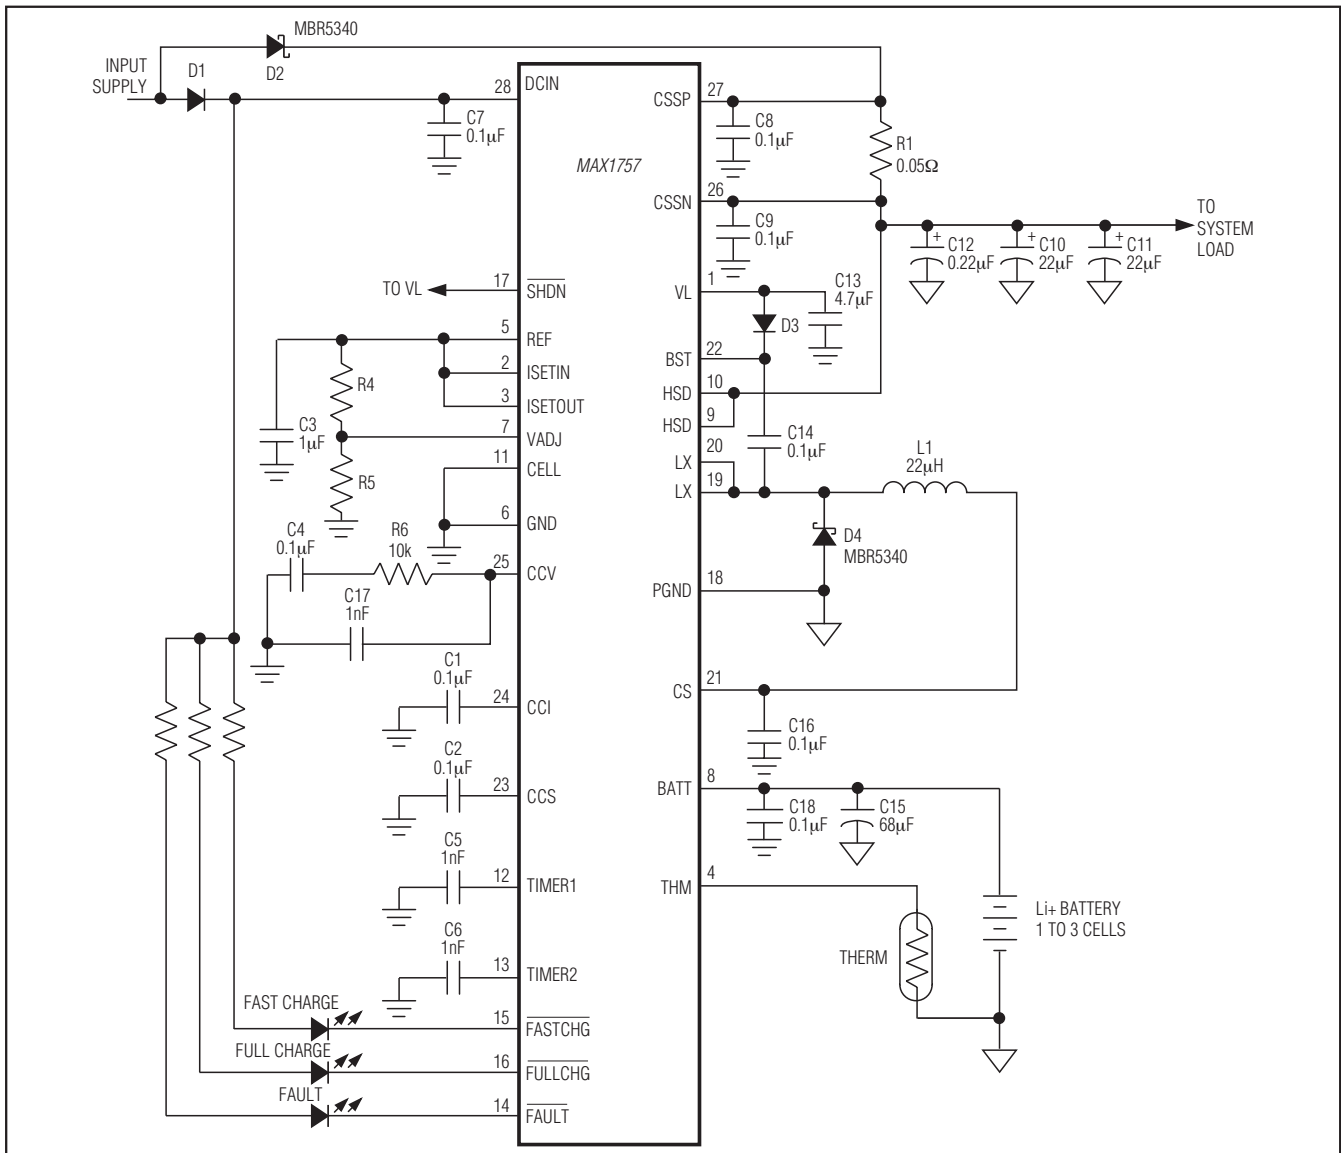 MBR5340
D2
INPUT
SUPPLY
D1
28
DCIN
C7
0.1µF
MAX1757
CSSP
27
C8
0.1µF
R1
0.05Ω
CSSN
26
C9
0.1µF
TO
SYSTEM
LOAD
+
C12
0.22µF
+
C10
22µF
+
C11
22µF
TO VL
17
SHDN
VL
1
C13
4.7µF
D3
5
REF
2
ISETIN
3
ISETOUT
7
VADJ
11
CELL
6
GND
R4
R5
C3
1µF
BST
22
HSD
10
HSD
9
LX
20
LX
19
C14
0.1µF
L1
22µH
D4
MBR5340
PGND
18
C4
0.1µF
R6
10k
25
CCV
C17
1nF
C1
0.1µF
24
CCI
C2
0.1µF
23
CCS
C5
1nF
12
TIMER1
C6
1nF
13
TIMER2
CS
21
C16
0.1µF
BATT
8
C18
0.1µF
C15
68µF
THM
4
THERM
Li+ BATTERY
1 TO 3 CELLS
FAST CHARGE
15
FASTCHG
FULL CHARGE
16
FULLCHG
FAULT
14
FAULT